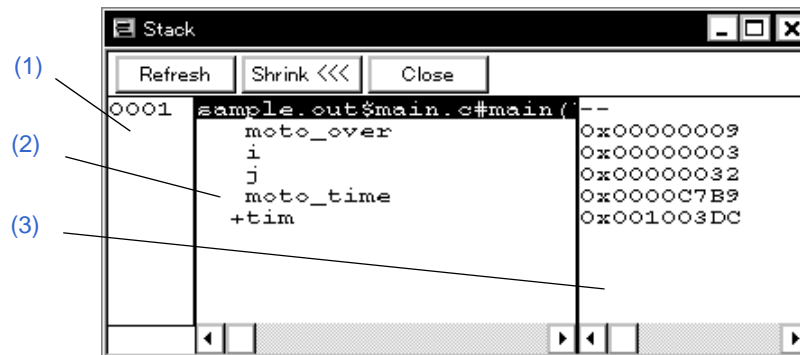 Stack
Refresh Shrink <<< Close
(1)
0001 sample.out$main.c#main( --
moto_over 0x00000009
i 0x00000003
(2)
j 0x00000032
moto_time 0x0000C7B9
(3)
+tim 0x001003DC